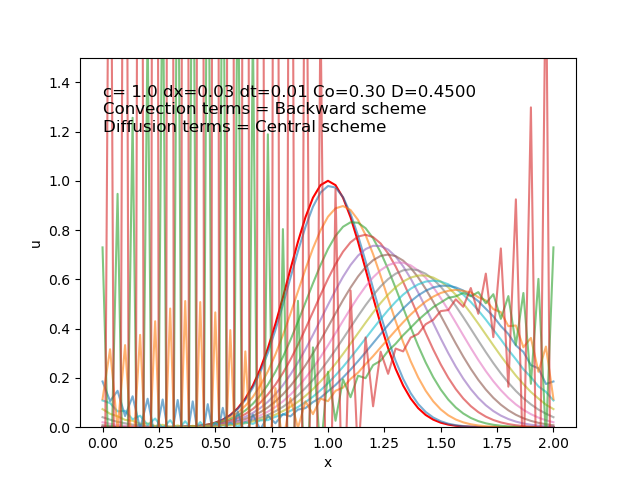 c= 1.0 dx=0.03 dt=0.01 Co=0.30 D=0.4500
Convection terms = Backward scheme
Diffusion terms = Central scheme
u
1.4
1.2
1.0
0.8
0.6
0.4
0.2
0.0
0.00 0.25 0.50 0.75 1.00 1.25 1.50 1.75 2.00
x